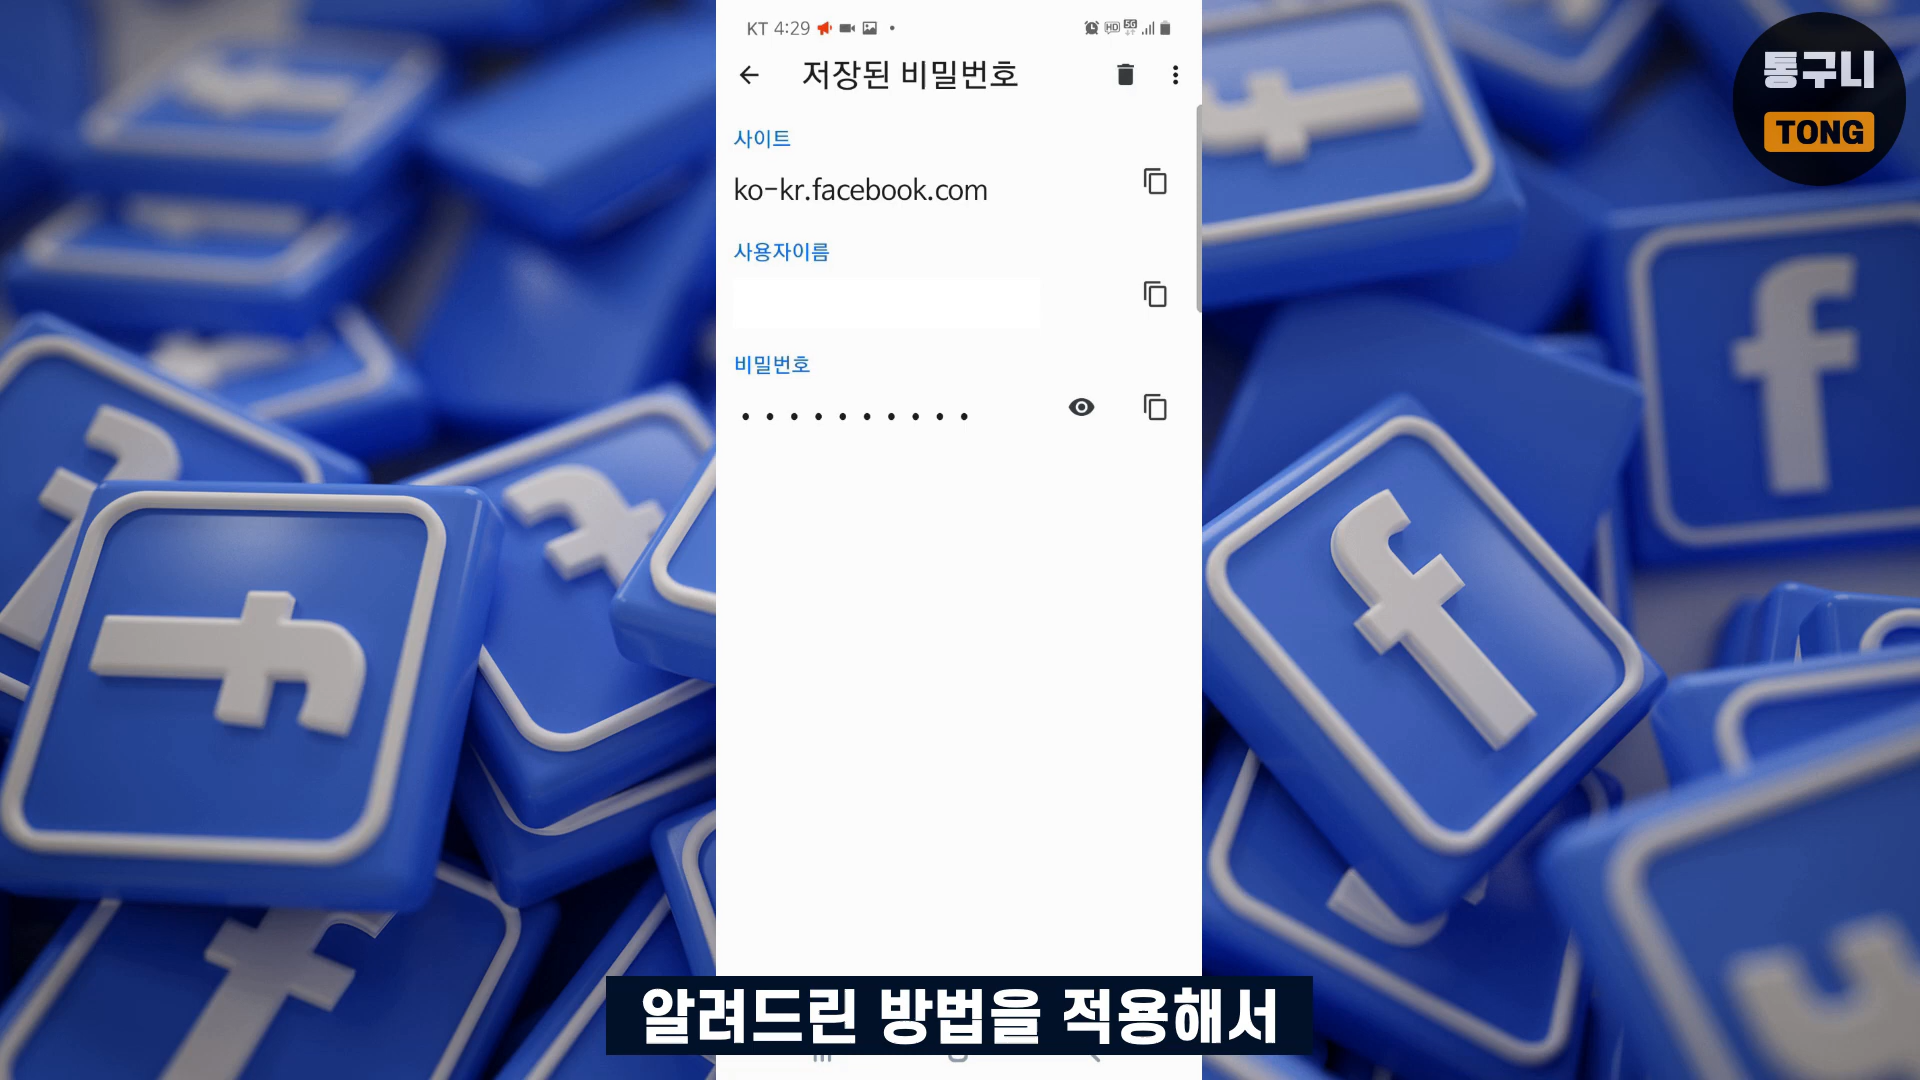 KT 4:29
HD 5G
저장된 비밀번호
사이트
ko-kr.facebook.com
사용자이름
비밀번호
••••••••••
통구니
TONG
알려드린 방법을 적용해서